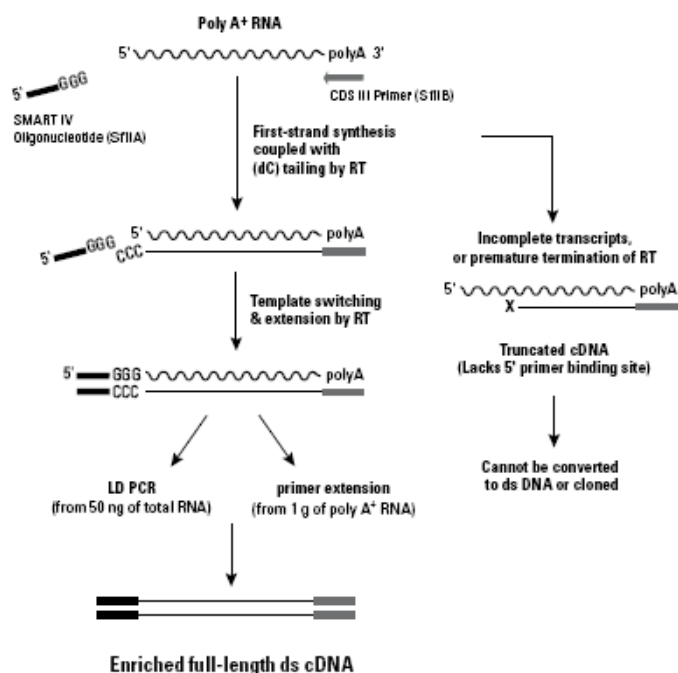 Poly A+ RNA
5' polyA 3'
5' GGG
CDS III Primer (SfiIB)
SMART IV
Oligonucleotide (SfiIA)
First-strand synthesis
coupled with
(dC) tailing by RT
5' polyA
GGG
CCC
5'
Incomplete transcripts,
or premature termination of RT
5' polyA
X
Template switching
& extension by RT
Truncated cDNA
(Lacks 5' primer binding site)
5' GGG polyA
CCC
LD PCR
(from 50 ng of total RNA)
primer extension
(from 1 g of poly A+ RNA)
Cannot be converted
to ds DNA or cloned
Enriched full-length ds cDNA